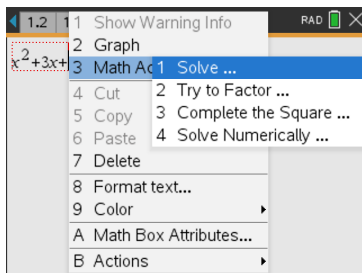 1.2 1 RAD
1 Show Warning Info
2 Graph
x²+3x+
3 Math Ac
1 Solve ...
2 Try to Factor ...
3 Complete the Square ...
4 Solve Numerically ...
4 Cut
5 Copy
6 Paste
7 Delete
8 Format text...
9 Color
A Math Box Attributes...
B Actions